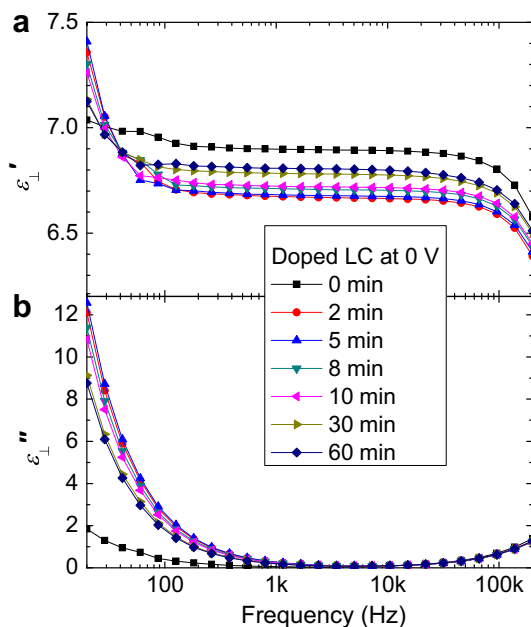 a
7.5
7.0
6.5
ε⊥'
Doped LC at 0 V
0 min
2 min
5 min
8 min
10 min
30 min
60 min
b
12
10
8
6
4
2
0
ε⊥"
100 1k 10k 100k
Frequency (Hz)